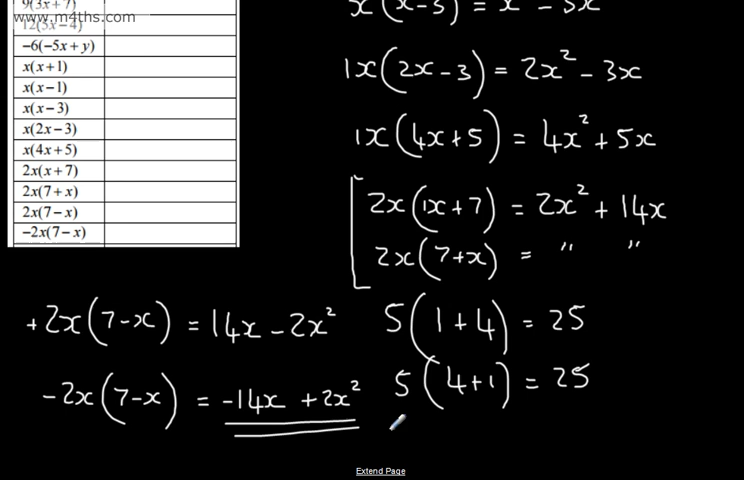 9(3x + 7)
www.m4ths.com
12(5x − 4)
−6(−5x + y)
x(x + 1)
x(x − 1)
x(x − 3)
x(2x − 3)
x(4x + 5)
2x(x + 7)
2x(7 + x)
2x(7 − x)
−2x(7 − x)
x(x-3) = x - 3x
1x(2x-3) = 2x² - 3x
1x(4x+5) = 4x² + 5x
2x(1x+7) = 2x² + 14x
2x(7+x) = " "
+2x(7-x) = 14x - 2x²
5(1+4) = 25
-2x(7-x) = -14x + 2x²
5(4+1) = 25
Extend Page